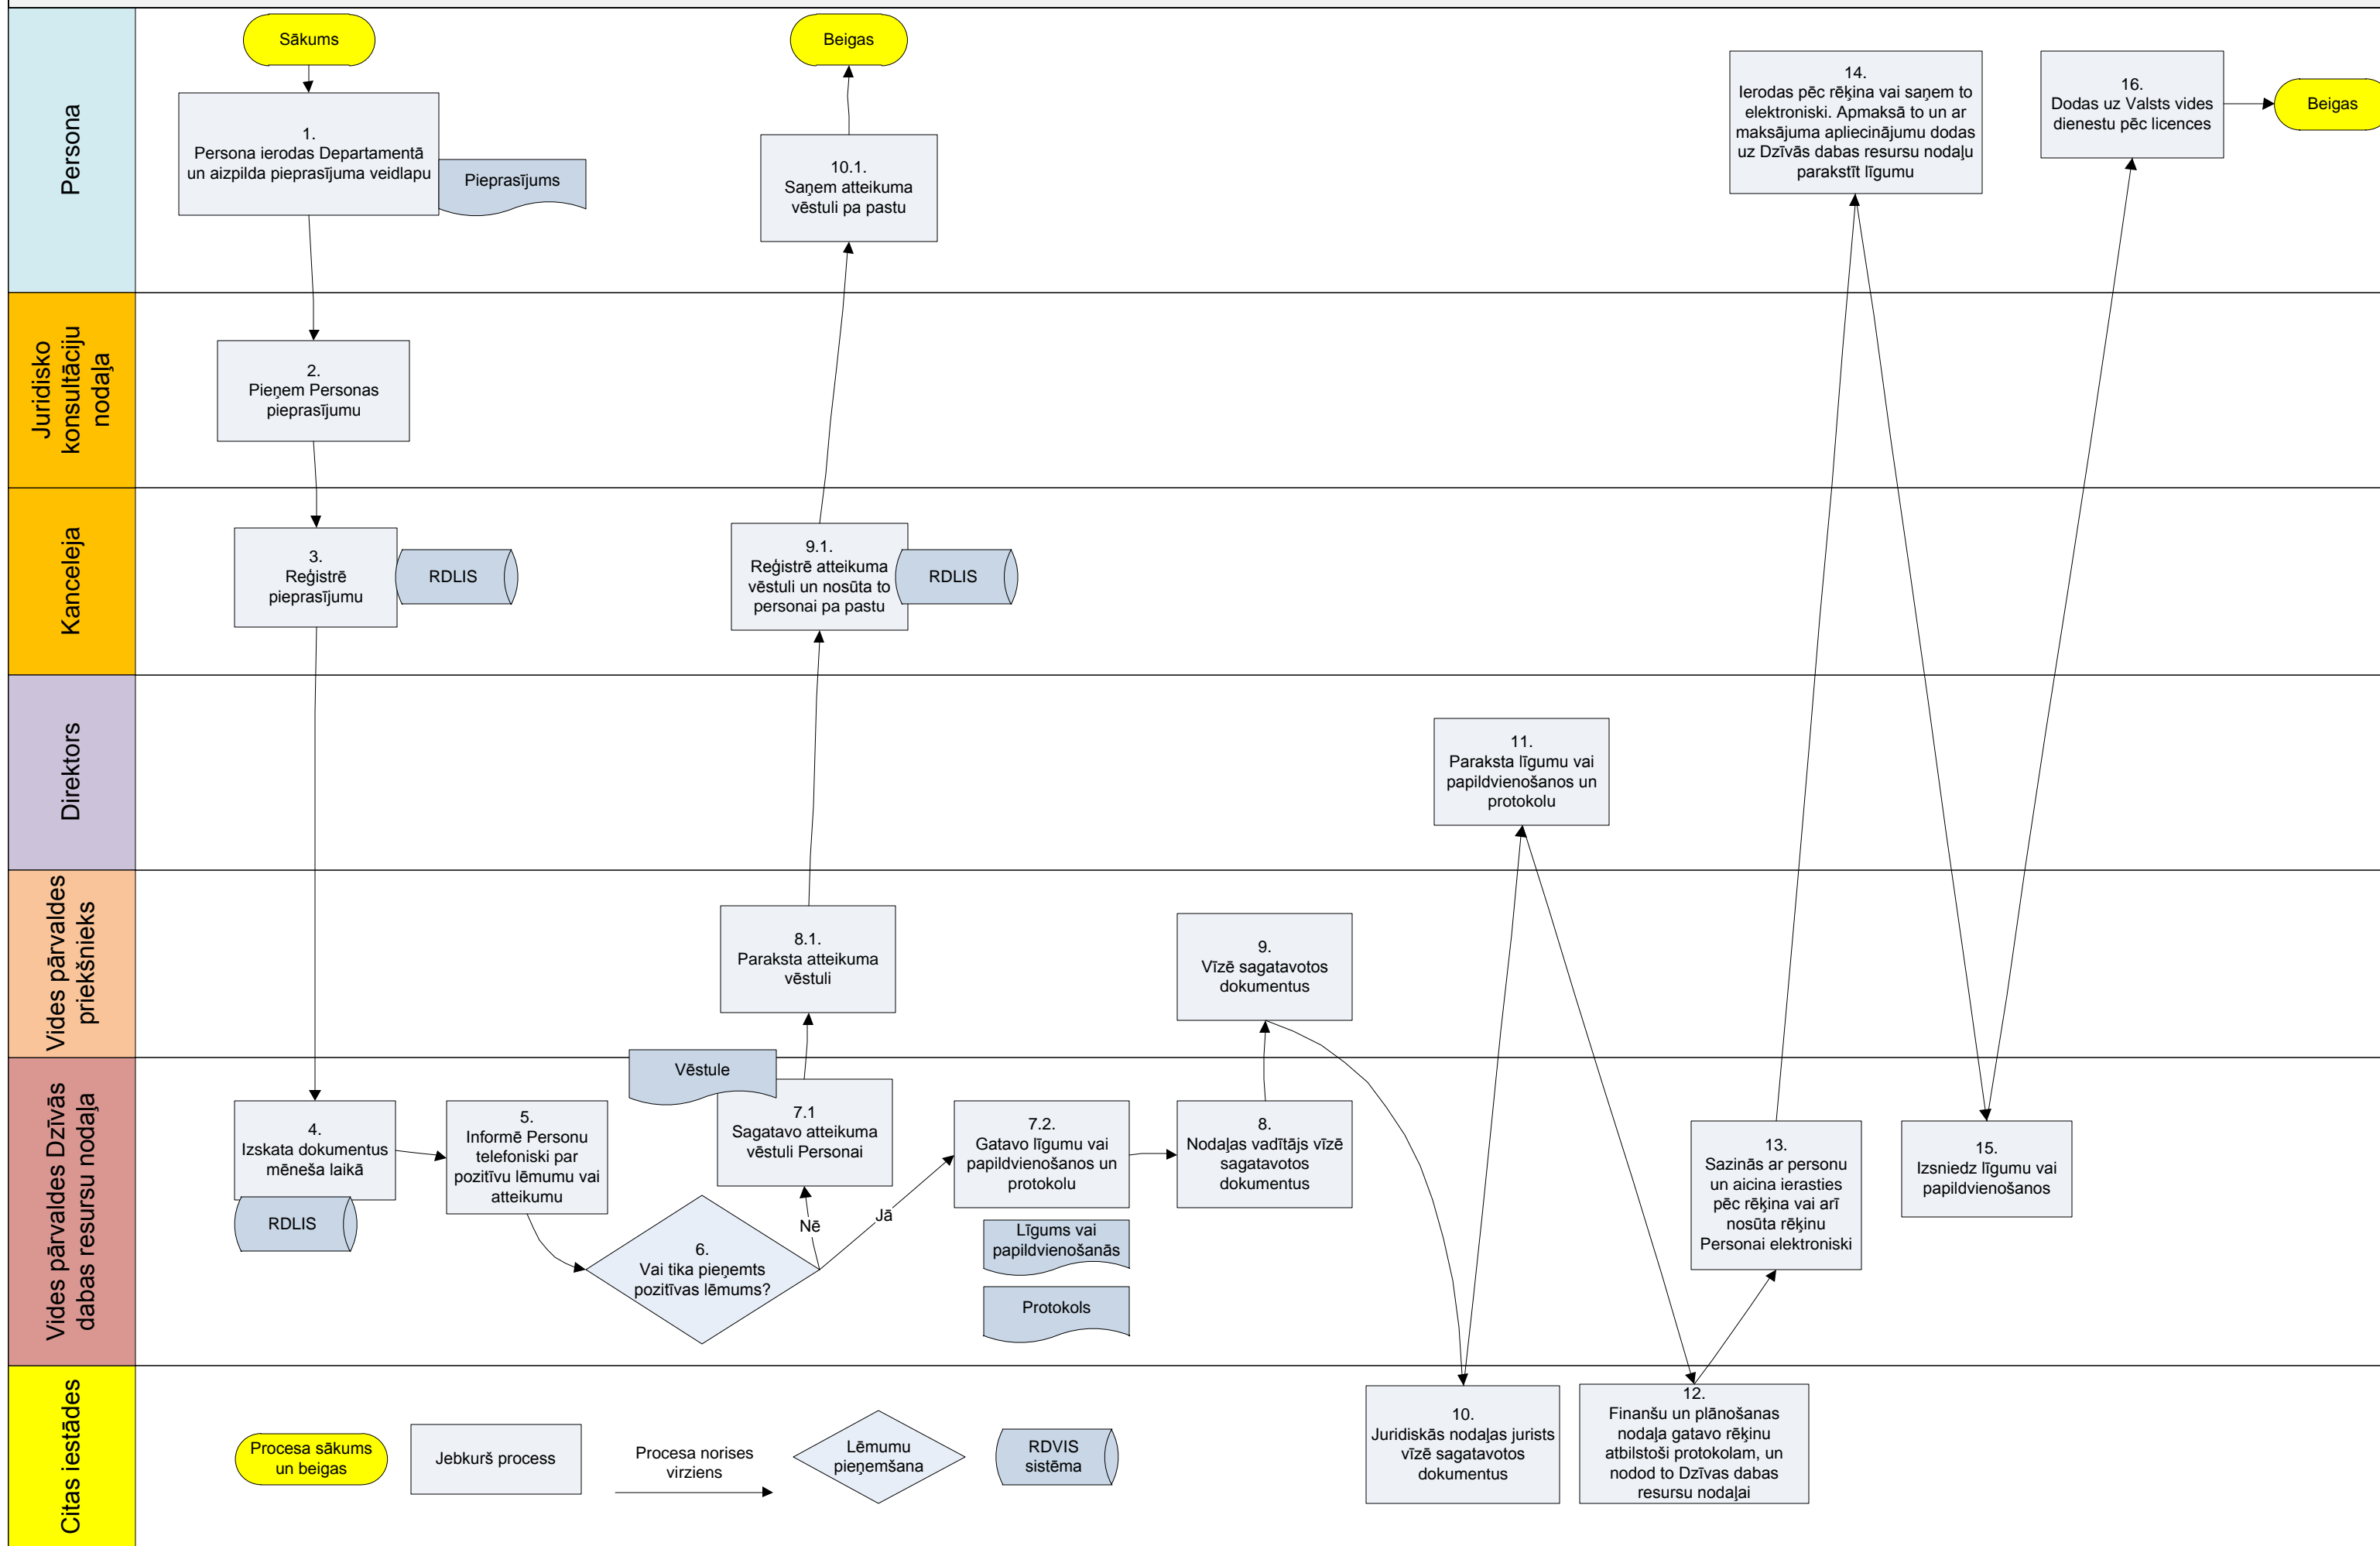 Persona
Sākums
1.
Persona ierodas Departamentā
un aizpilda pieprasījuma veidlapu
Pieprasījums
Beigas
10.1.
Saņem atteikuma
vēstuli pa pastu
14.
Ierodas pēc rēķina vai saņem to
elektroniski. Apmaksā to un ar
maksājuma apliecinājumu dodas
uz Dzīvās dabas resursu nodaļu
parakstīt līgumu
16.
Dodas uz Valsts vides
dienestu pēc licences
Beigas
Juridisko
konsultāciju
nodaļa
2.
Pieņem Personas
pieprasījumu
Kanceleja
3.
Reģistrē
pieprasījumu
RDLIS
9.1.
Reģistrē atteikuma
vēstuli un nosūta to
personai pa pastu
RDLIS
Direktors
11.
Paraksta līgumu vai
papildvienošanos un
protokolu
Vides pārvaldes
priekšnieks
8.1.
Paraksta atteikuma
vēstuli
9.
Vīzē sagatavotos
dokumentus
Vides pārvaldes Dzīvās
dabas resursu nodaļa
4.
Izskata dokumentus
mēneša laikā
RDLIS
5.
Informē Personu
telefoniski par
pozitīvu lēmumu vai
atteikumu
Vēstule
7.1
Sagatavo atteikuma
vēstuli Personai
Nē
Jā
6.
Vai tika pieņemts
pozitīvas lēmums?
7.2.
Gatavo līgumu vai
papildvienošanos un
protokolu
Līgums vai
papildvienošanās
Protokols
8.
Nodaļas vadītājs vīzē
sagatavotos
dokumentus
13.
Sazinās ar personu
un aicina ierasties
pēc rēķina vai arī
nosūta rēķinu
Personai elektroniski
15.
Izsniedz līgumu vai
papildvienošanos
Citas iestādes
Procesa sākums
un beigas
Jebkurš process
Procesa norises
virziens
Lēmumu
pieņemšana
RDVIS
sistēma
10.
Juridiskās nodaļas jurists
vīzē sagatavotos
dokumentus
12.
Finanšu un plānošanas
nodaļa gatavo rēķinu
atbilstoši protokolam, un
nodod to Dzīvas dabas
resursu nodaļai